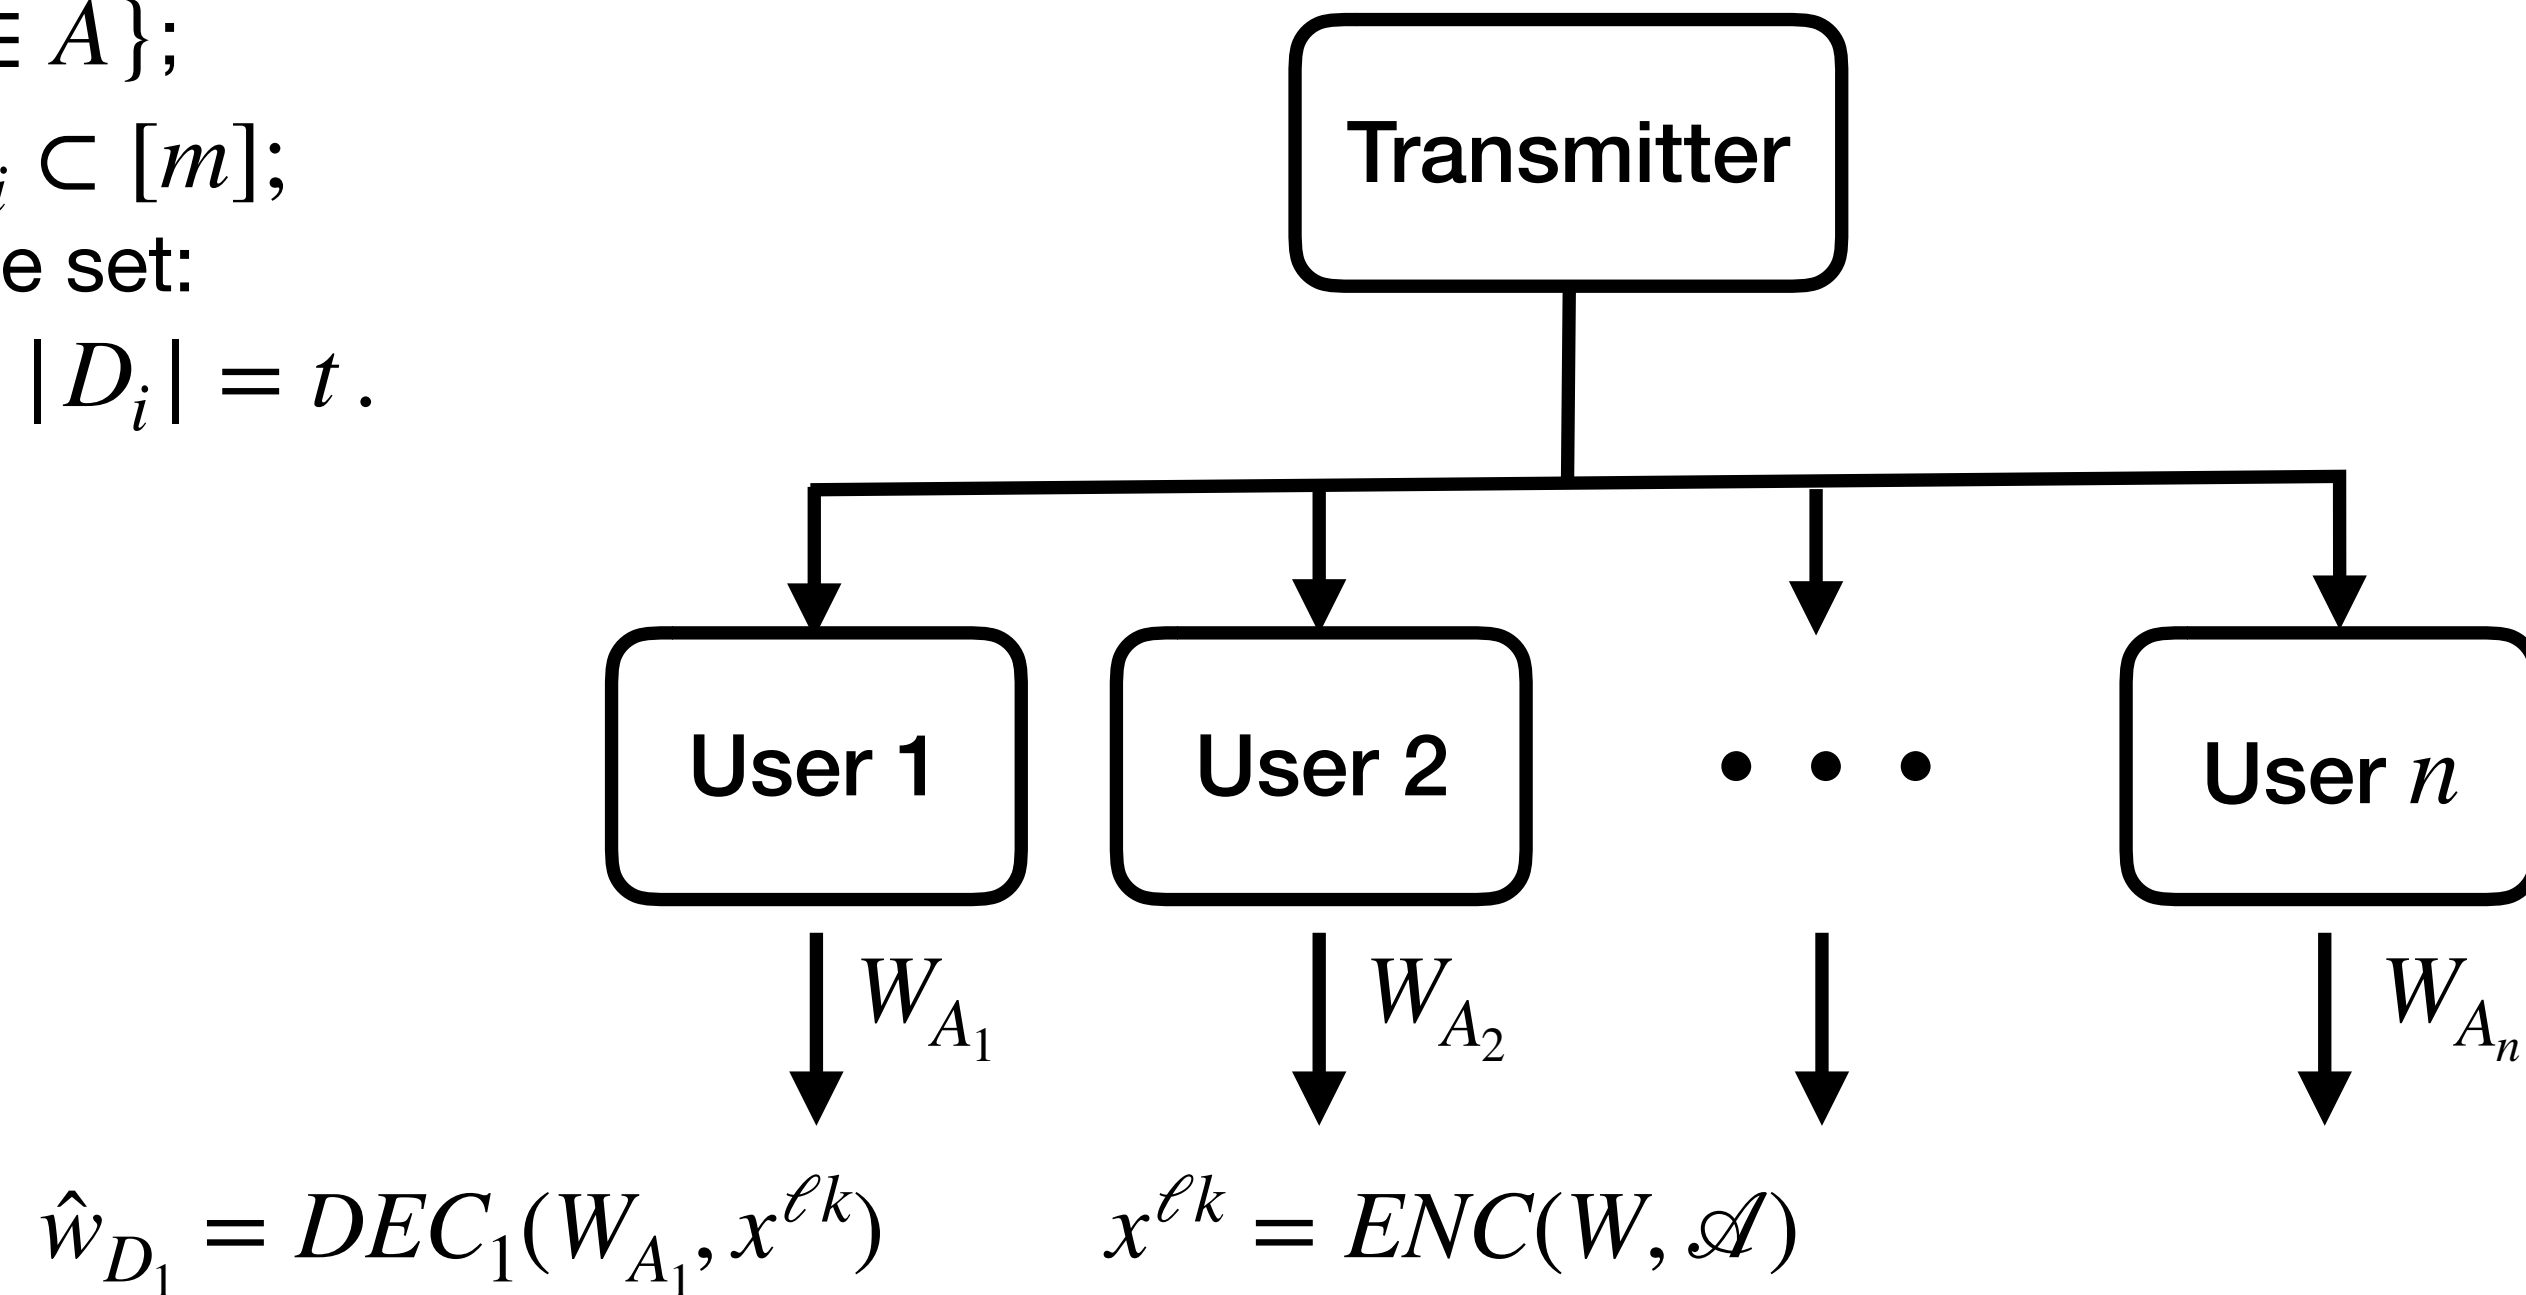 ∈ A};
i ⊂ [m];
e set:
|D_i| = t.
Transmitter
User 1
User 2
• • •
User n
W_{A_1}
W_{A_2}
W_{A_n}
ŵ_{D_1} = DEC_1(W_{A_1}, x^{ℓk})
x^{ℓk} = ENC(W, 𝒜)